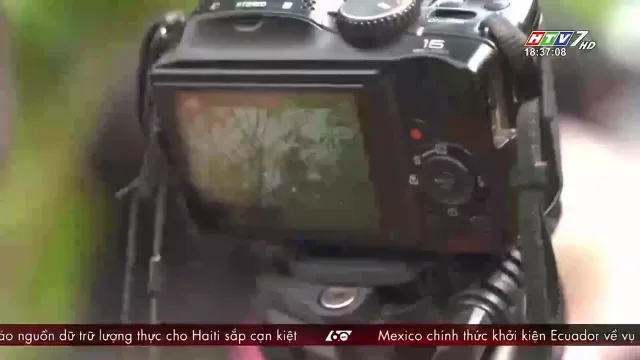 HTV7 HD
18:37:08
16
áo nguồn dữ trữ lượng thực cho Haiti sắp cạn kiệt 60 Mexico chính thức khởi kiện Ecuador về vụ